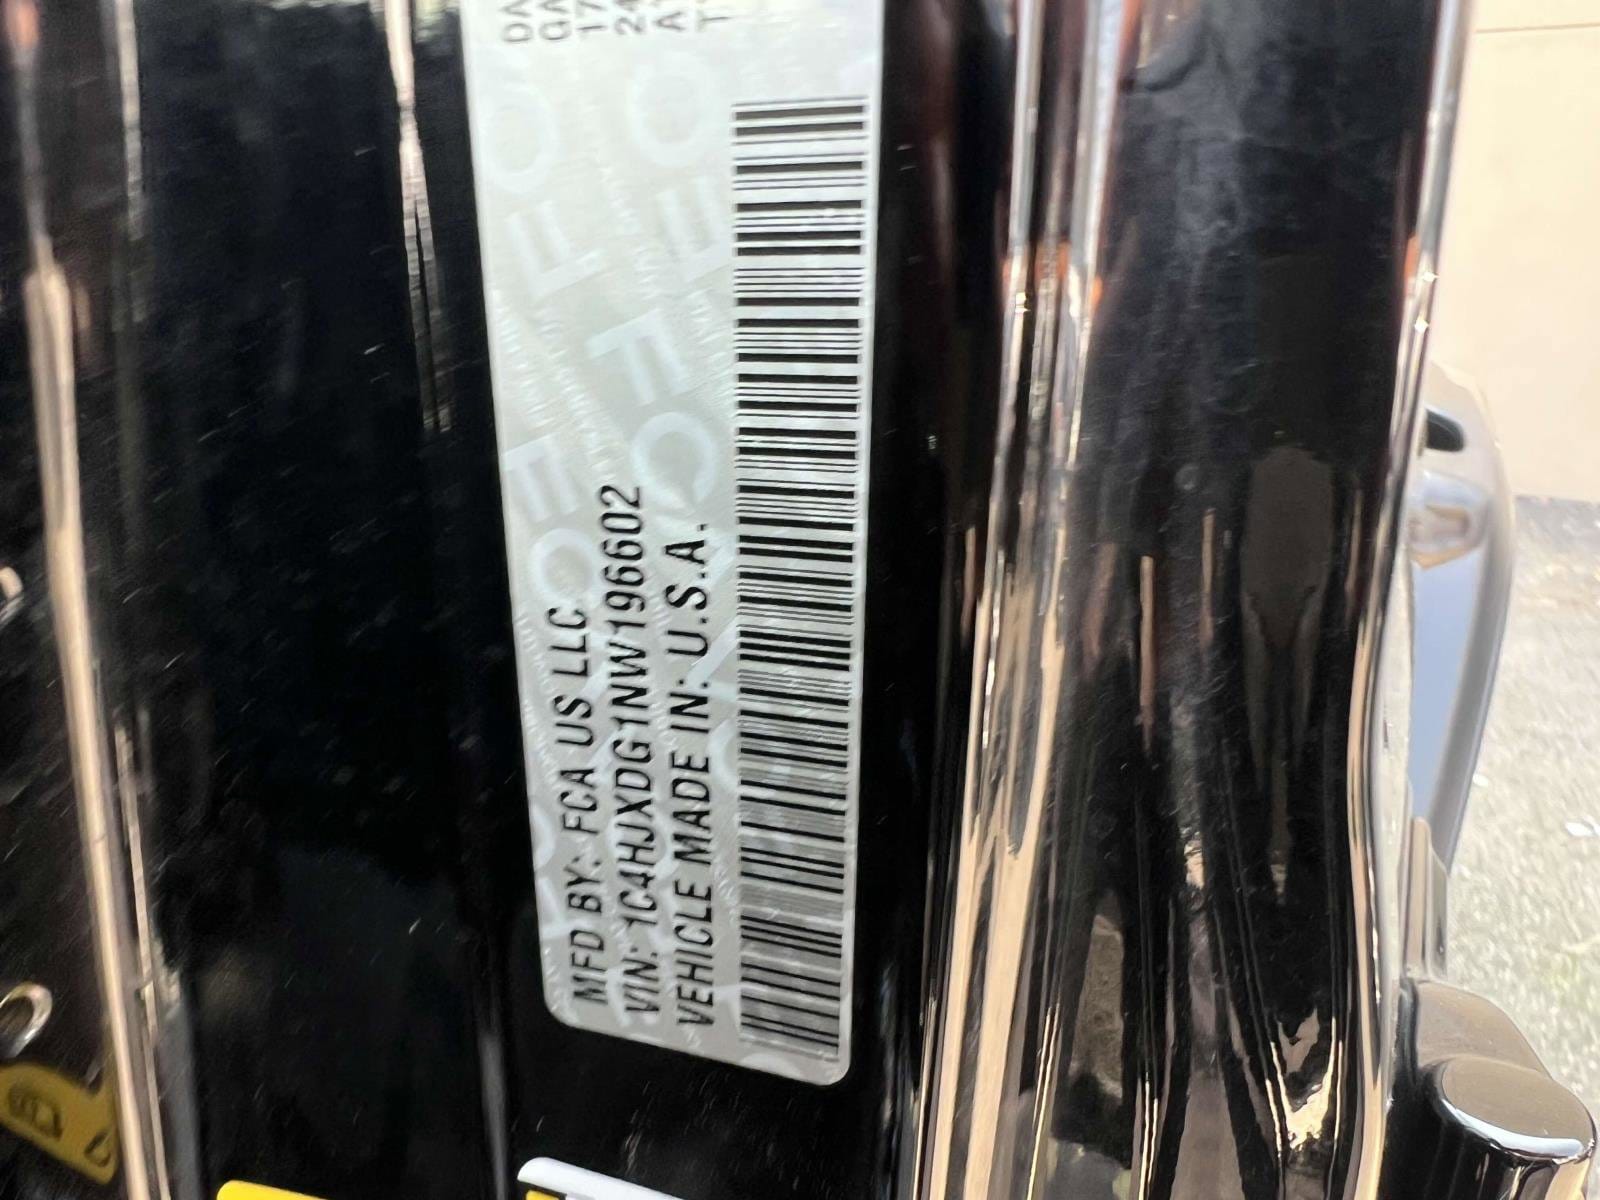 MFD BY: FCA US LLC
VIN: 1C4HJXDG1NW196602
VEHICLE MADE IN: U.S.A.